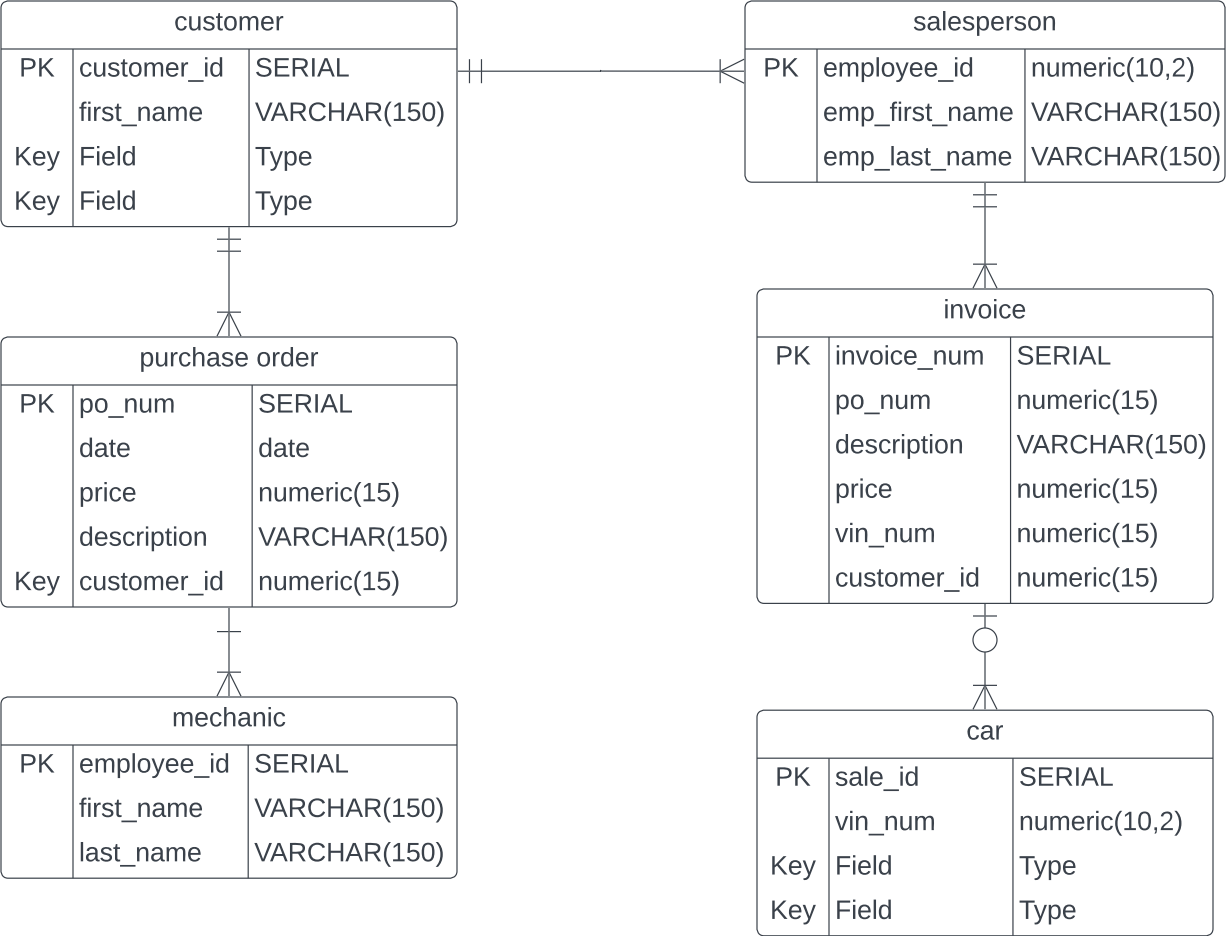 customer
PK customer_id SERIAL
first_name VARCHAR(150)
Key Field Type
Key Field Type
salesperson
PK employee_id numeric(10,2)
emp_first_name VARCHAR(150)
emp_last_name VARCHAR(150)
purchase order
PK po_num SERIAL
date date
price numeric(15)
description VARCHAR(150)
Key customer_id numeric(15)
invoice
PK invoice_num SERIAL
po_num numeric(15)
description VARCHAR(150)
price numeric(15)
vin_num numeric(15)
customer_id numeric(15)
mechanic
PK employee_id SERIAL
first_name VARCHAR(150)
last_name VARCHAR(150)
car
PK sale_id SERIAL
vin_num numeric(10,2)
Key Field Type
Key Field Type